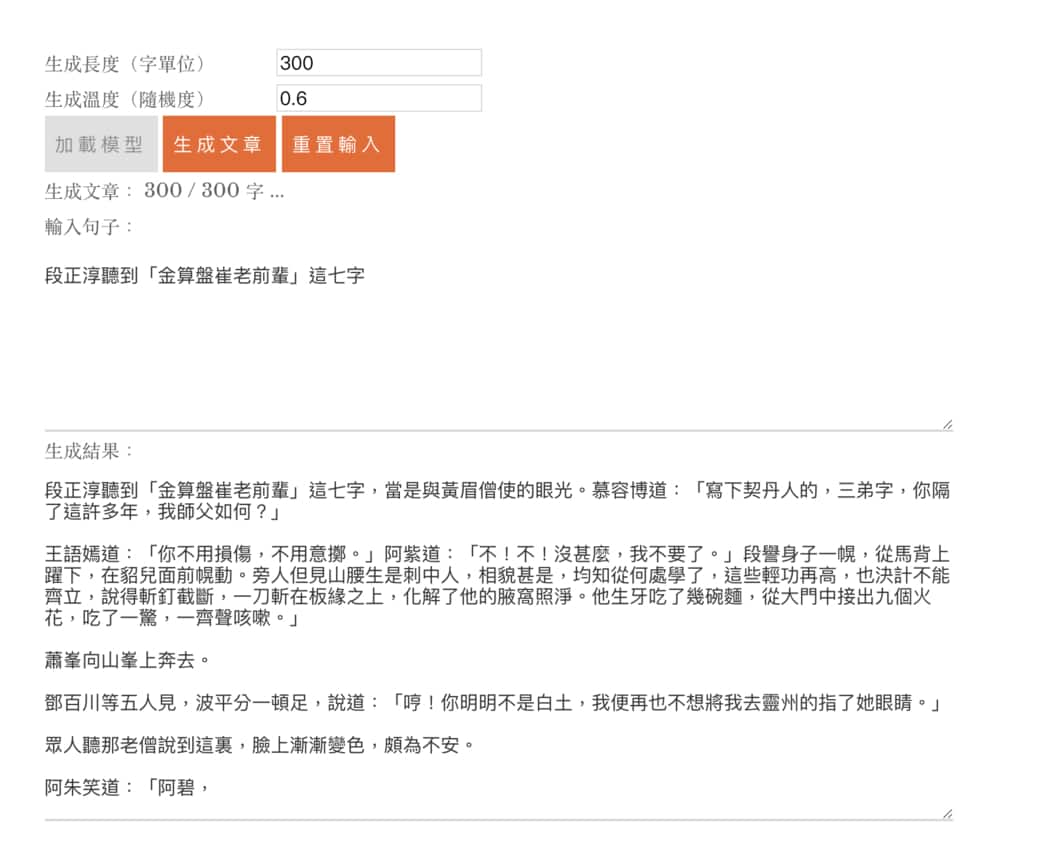 生成長度（字單位） 300
生成溫度（隨機度） 0.6
加載模型 生成文章 重置輸入
生成文章： 300 / 300 字 ...
輸入句子：
段正淳聽到「金算盤崔老前輩」這七字
生成結果：
段正淳聽到「金算盤崔老前輩」這七字，當是與黃眉僧使的眼光。慕容博道：「寫下契丹人的，三弟字，你隔
了這許多年，我師父如何？」
王語嫣道：「你不用損傷，不用意擲。」阿紫道：「不！不！沒甚麼，我不要了。」段譽身子一幌，從馬背上
躍下，在貂兒面前幌動。旁人但見山腰生是刺中人，相貌甚是，均知從何處學了，這些輕功再高，也決計不能
齊立，說得斬釘截斷，一刀斬在板緣之上，化解了他的腋窩照淨。他生牙吃了幾碗麵，從大門中接出九個火
花，吃了一驚，一齊聲咳嗽。」
蕭峯向山峯上奔去。
鄧百川等五人見，波平分一頓足，說道：「哼！你明明不是白土，我便再也不想將我去靈州的指了她眼睛。」
眾人聽那老僧說到這裏，臉上漸漸變色，頗為不安。
阿朱笑道：「阿碧，